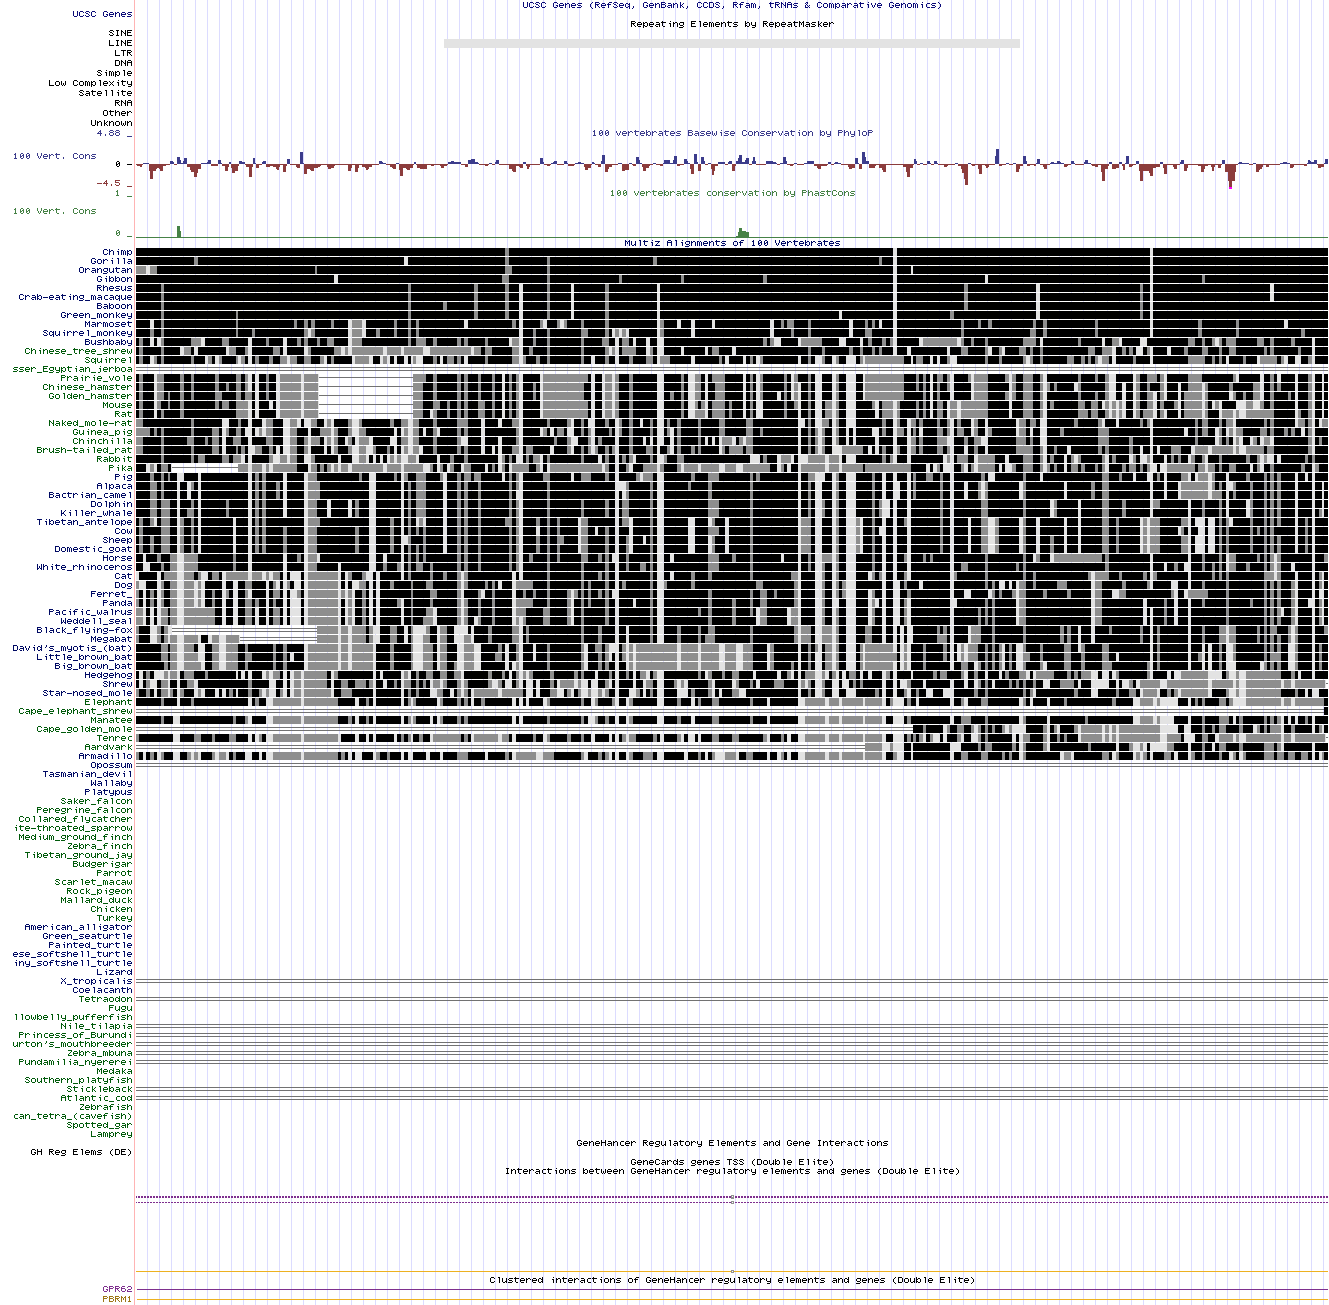 UCSC Genes (RefSeq, GenBank, CCDS, Rfam, tRNAs & Comparative Genomics)
UCSC Genes
Repeating Elements by RepeatMasker
SINE
LINE
LTR
DNA
Simple
Low Complexity
Satellite
RNA
Other
Unknown
4.88 _
100 vertebrates Basewise Conservation by PhyloP
100 Vert. Cons
0 -
-4.5 _
100 vertebrates conservation by PhastCons
1 _
100 Vert. Cons
0 _
Multiz Alignments of 100 Vertebrates
Chimp
Gorilla
Orangutan
Gibbon
Rhesus
Crab-eating_macaque
Baboon
Green_monkey
Marmoset
Squirrel_monkey
Bushbaby
Chinese_tree_shrew
Squirrel
sser_Egyptian_jerboa
Prairie_vole
Chinese_hamster
Golden_hamster
Mouse
Rat
Naked_mole-rat
Guinea_pig
Chinchilla
Brush-tailed_rat
Rabbit
Pika
Pig
Alpaca
Bactrian_camel
Dolphin
Killer_whale
Tibetan_antelope
Cow
Sheep
Domestic_goat
Horse
White_rhinoceros
Cat
Dog
Ferret_
Panda
Pacific_walrus
Weddell_seal
Black_flying-fox
Megabat
David's_myotis_(bat)
Little_brown_bat
Big_brown_bat
Hedgehog
Shrew
Star-nosed_mole
Elephant
Cape_elephant_shrew
Manatee
Cape_golden_mole
Tenrec
Aardvark
Armadillo
Opossum
Tasmanian_devil
Wallaby
Platypus
Saker_falcon
Peregrine_falcon
Collared_flycatcher
ite-throated_sparrow
Medium_ground_finch
Zebra_finch
Tibetan_ground_jay
Budgerigar
Parrot
Scarlet_macaw
Rock_pigeon
Mallard_duck
Chicken
Turkey
American_alligator
Green_seaturtle
Painted_turtle
ese_softshell_turtle
iny_softshell_turtle
Lizard
X_tropicalis
Coelacanth
Tetraodon
Fugu
llowbelly_pufferfish
Nile_tilapia
Princess_of_Burundi
urton's_mouthbreeder
Zebra_mbuna
Pundamilia_nyererei
Medaka
Southern_platyfish
Stickleback
Atlantic_cod
Zebrafish
can_tetra_(cavefish)
Spotted_gar
Lamprey
GeneHancer Regulatory Elements and Gene Interactions
GH Reg Elems (DE)
GeneCards genes TSS (Double Elite)
Interactions between GeneHancer regulatory elements and genes (Double Elite)
Clustered interactions of GeneHancer regulatory elements and genes (Double Elite)
GPR62
PBRM1